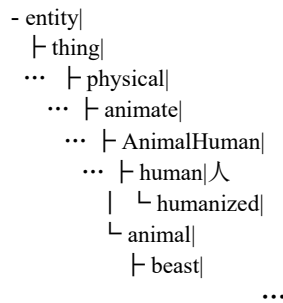 - entity|
├ thing|
… ├ physical|
… ├ animate|
… ├ AnimalHuman|
… ├ human|人
│ └ humanized|
└ animal|
├ beast|
…